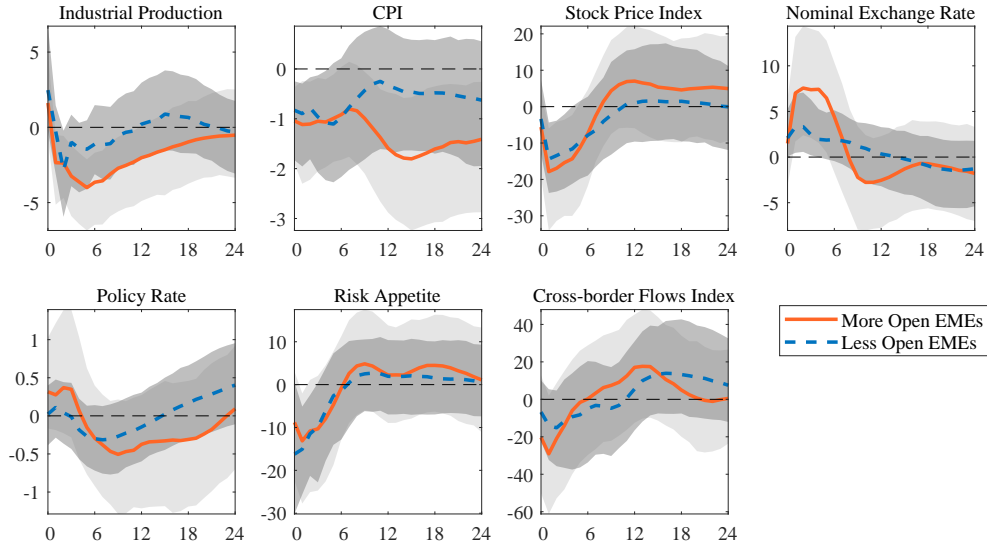 Industrial Production
5
0
-5
0 6 12 18 24
CPI
0
-1
-2
-3
0 6 12 18 24
Stock Price Index
20
10
0
-10
-20
-30
0 6 12 18 24
Nominal Exchange Rate
10
5
0
-5
0 6 12 18 24
Policy Rate
1
0.5
0
-0.5
-1
0 6 12 18 24
Risk Appetite
10
0
-10
-20
-30
0 6 12 18 24
Cross-border Flows Index
40
20
0
-20
-40
-60
0 6 12 18 24
More Open EMEs
Less Open EMEs